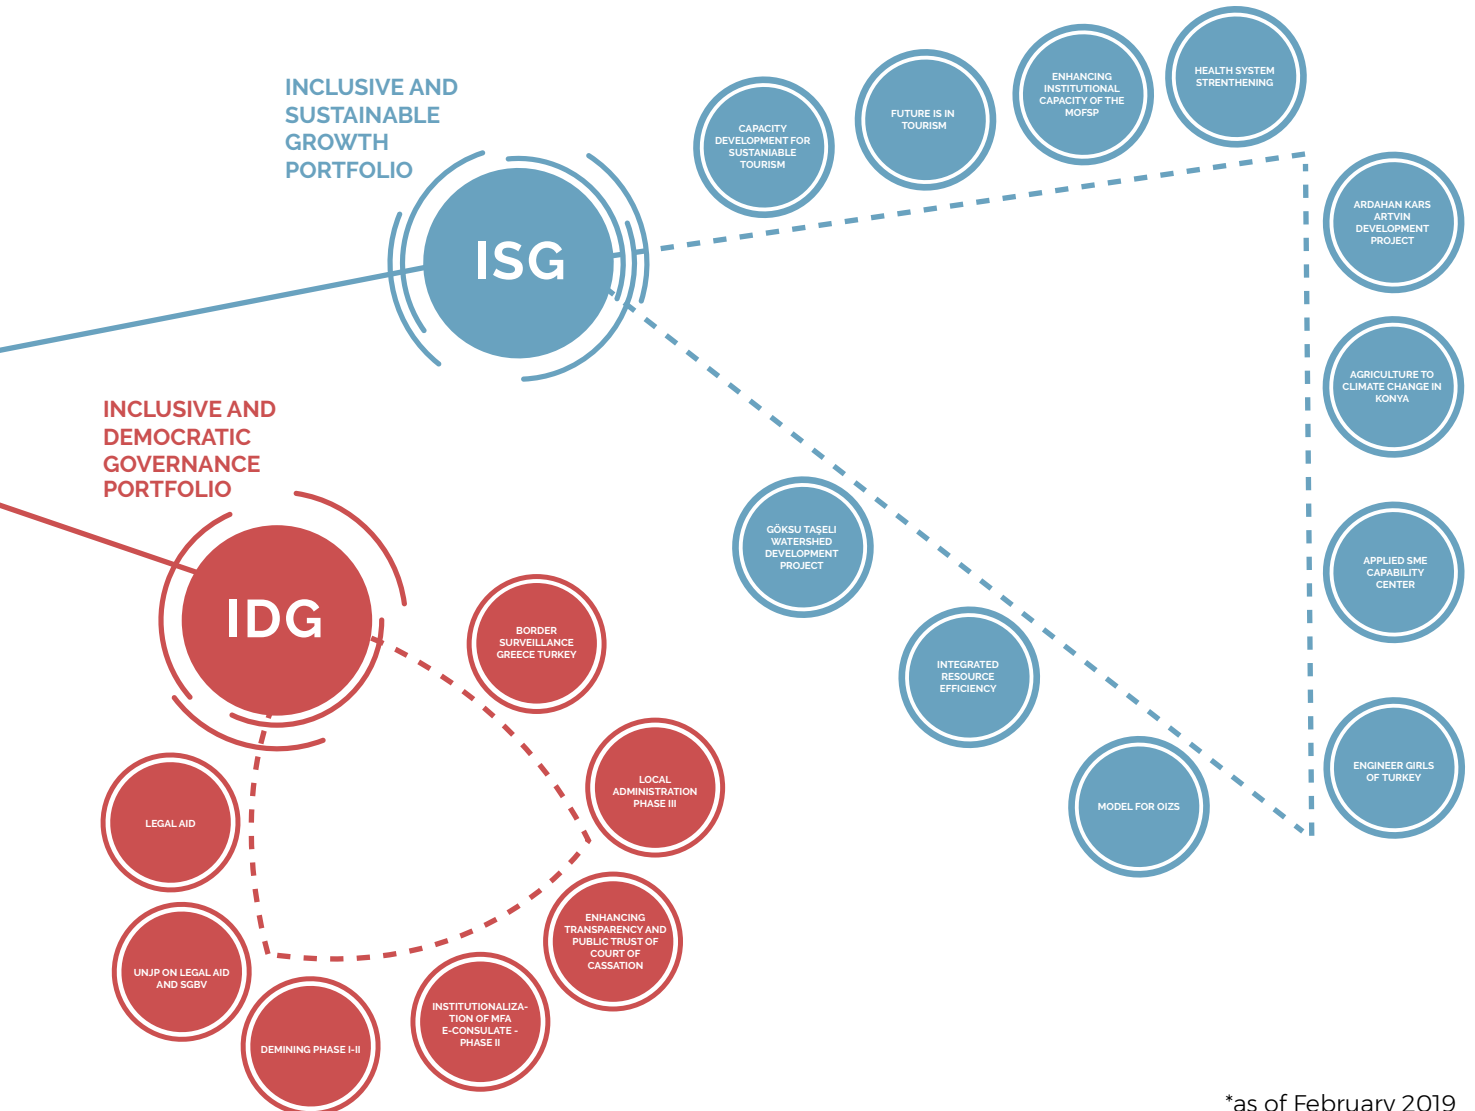 INCLUSIVE AND
SUSTAINABLE
GROWTH
PORTFOLIO
ISG
CAPACITY
DEVELOPMENT FOR
SUSTANIABLE
TOURISM
FUTURE IS IN
TOURISM
ENHANCING
INSTITUTIONAL
CAPACITY OF THE
MOFSP
HEALTH SYSTEM
STRENTHENING
ARDAHAN KARS
ARTVIN
DEVELOPMENT
PROJECT
AGRICULTURE TO
CLIMATE CHANGE IN
KONYA
APPLIED SME
CAPABILITY
CENTER
ENGINEER GIRLS
OF TURKEY
GÖKSU TAŞELI
WATERSHED
DEVELOPMENT
PROJECT
INTEGRATED
RESOURCE
EFFICIENCY
MODEL FOR OIZS
INCLUSIVE AND
DEMOCRATIC
GOVERNANCE
PORTFOLIO
IDG
BORDER
SURVEILLANCE
GREECE TURKEY
LOCAL
ADMINISTRATION
PHASE III
ENHANCING
TRANSPARENCY AND
PUBLIC TRUST OF
COURT OF
CASSATION
INSTITUTIONALIZA-
TION OF MFA
E-CONSULATE -
PHASE II
DEMINING PHASE I-II
UNJP ON LEGAL AID
AND SGBV
LEGAL AID
*as of February 2019